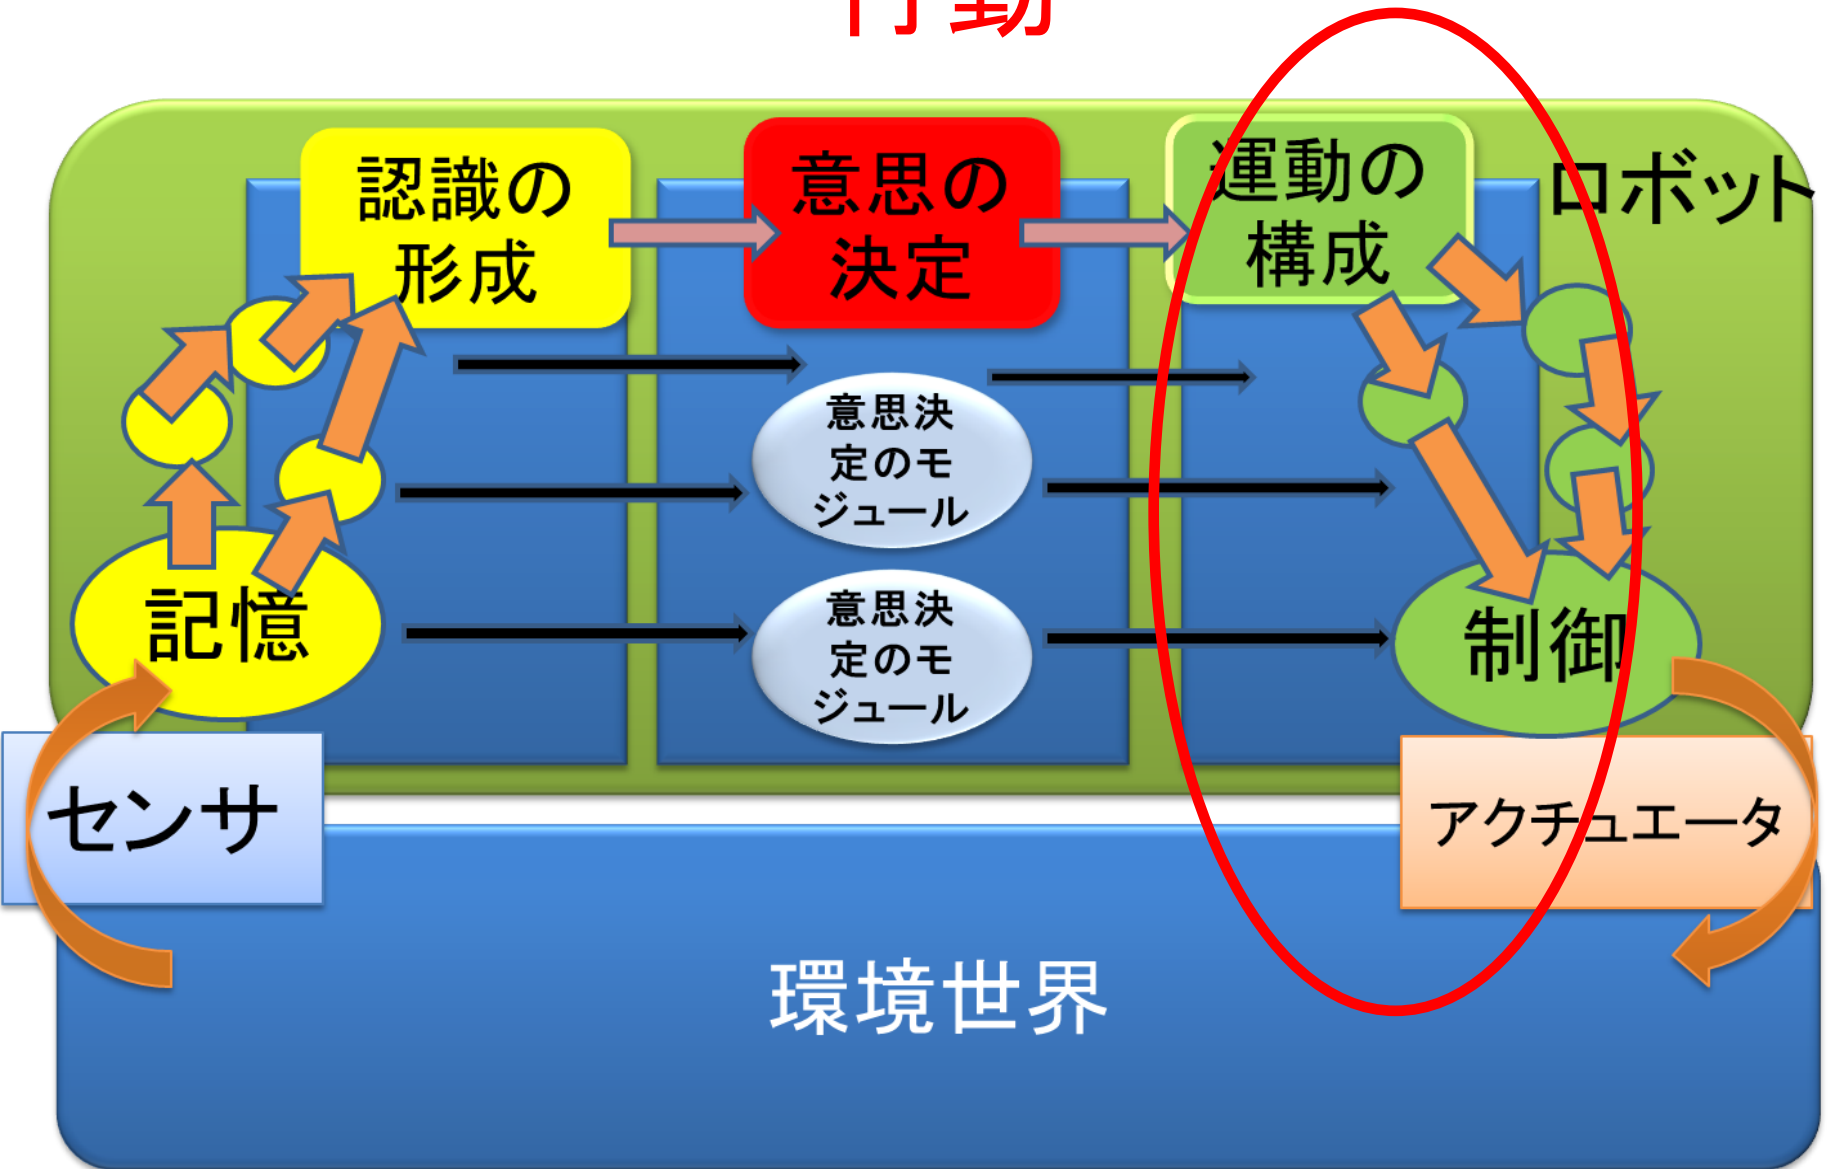 行動
認識の
形成
意思の
決定
運動の
構成
ロボット
意思決
定のモ
ジュール
意思決
定のモ
ジュール
記憶
制御
センサ
アクチュエータ
環境世界